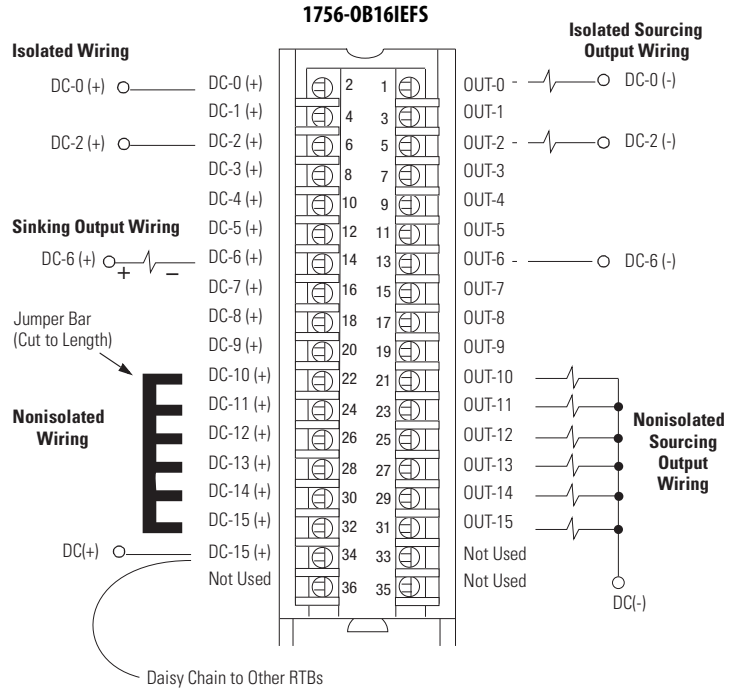 1756-OB16IEFS
Isolated Wiring
Isolated Sourcing
Output Wiring
DC-0 (+) DC-0 (+) 2 1 OUT-0 DC-0 (-)
DC-1 (+) 4 3 OUT-1
DC-2 (+) DC-2 (+) 6 5 OUT-2 DC-2 (-)
DC-3 (+) 8 7 OUT-3
DC-4 (+) 10 9 OUT-4
Sinking Output Wiring
DC-5 (+) 12 11 OUT-5
DC-6 (+) + – DC-6 (+) 14 13 OUT-6 DC-6 (-)
DC-7 (+) 16 15 OUT-7
Jumper Bar
(Cut to Length)
DC-8 (+) 18 17 OUT-8
DC-9 (+) 20 19 OUT-9
DC-10 (+) 22 21 OUT-10
DC-11 (+) 24 23 OUT-11
Nonisolated
Wiring
DC-12 (+) 26 25 OUT-12
DC-13 (+) 28 27 OUT-13
DC-14 (+) 30 29 OUT-14
DC-15 (+) 32 31 OUT-15
Nonisolated
Sourcing
Output
Wiring
DC(+) DC-15 (+) 34 33 Not Used
Not Used 36 35 Not Used
DC(-)
Daisy Chain to Other RTBs